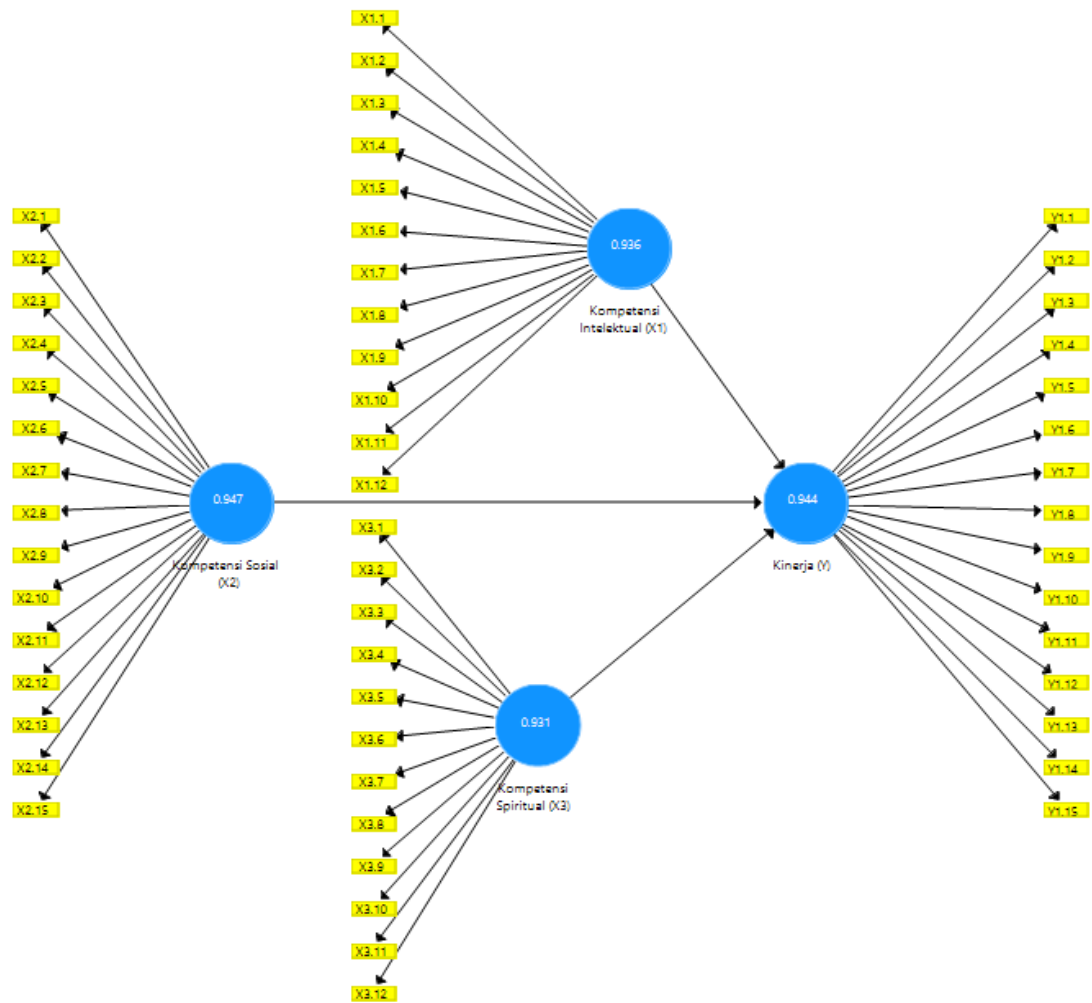 X1.1
X1.2
X1.3
X1.4
X1.5
X1.6
X1.7
X1.8
X1.9
X1.10
X1.11
X1.12
0.936
Kompetensi
Intelektual (X1)
X2.1
X2.2
X2.3
X2.4
X2.5
X2.6
X2.7
X2.8
X2.9
X2.10
X2.11
X2.12
X2.13
X2.14
X2.15
0.947
Kompetensi Sosial
(X2)
X3.1
X3.2
X3.3
X3.4
X3.5
X3.6
X3.7
X3.8
X3.9
X3.10
X3.11
X3.12
0.931
Kompetensi
Spiritual (X3)
0.944
Kinerja (Y)
Y1.1
Y1.2
Y1.3
Y1.4
Y1.5
Y1.6
Y1.7
Y1.8
Y1.9
Y1.10
Y1.11
Y1.12
Y1.13
Y1.14
Y1.15